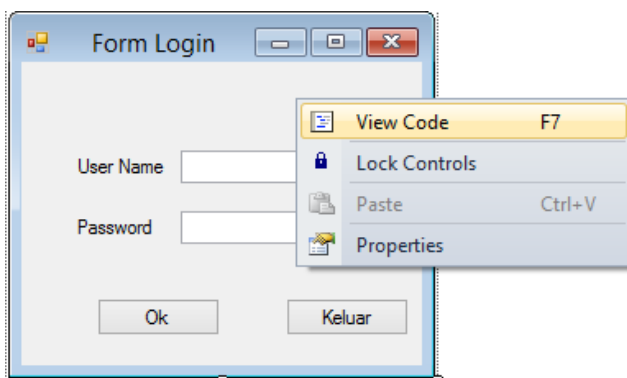 Form Login
View Code F7
Lock Controls
Paste Ctrl+V
Properties
User Name
Password
Ok Keluar